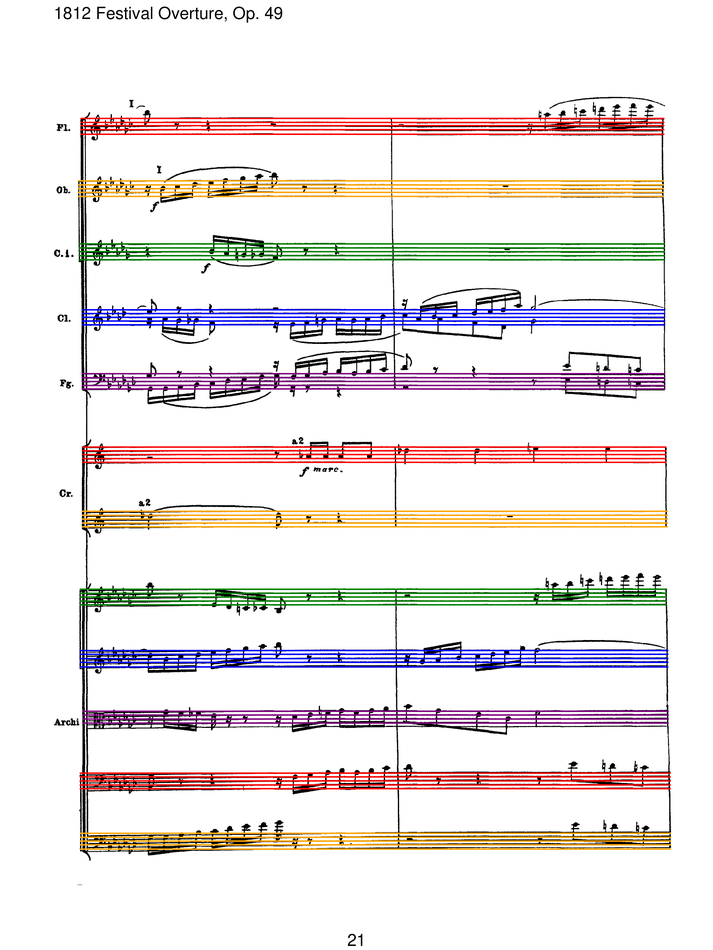 1812 Festival Overture, Op. 49
I
Fl.
I
Ob.
f
C.i.
f
Cl.
Fg.
a2
f marc.
Cr.
a2
Archi
21